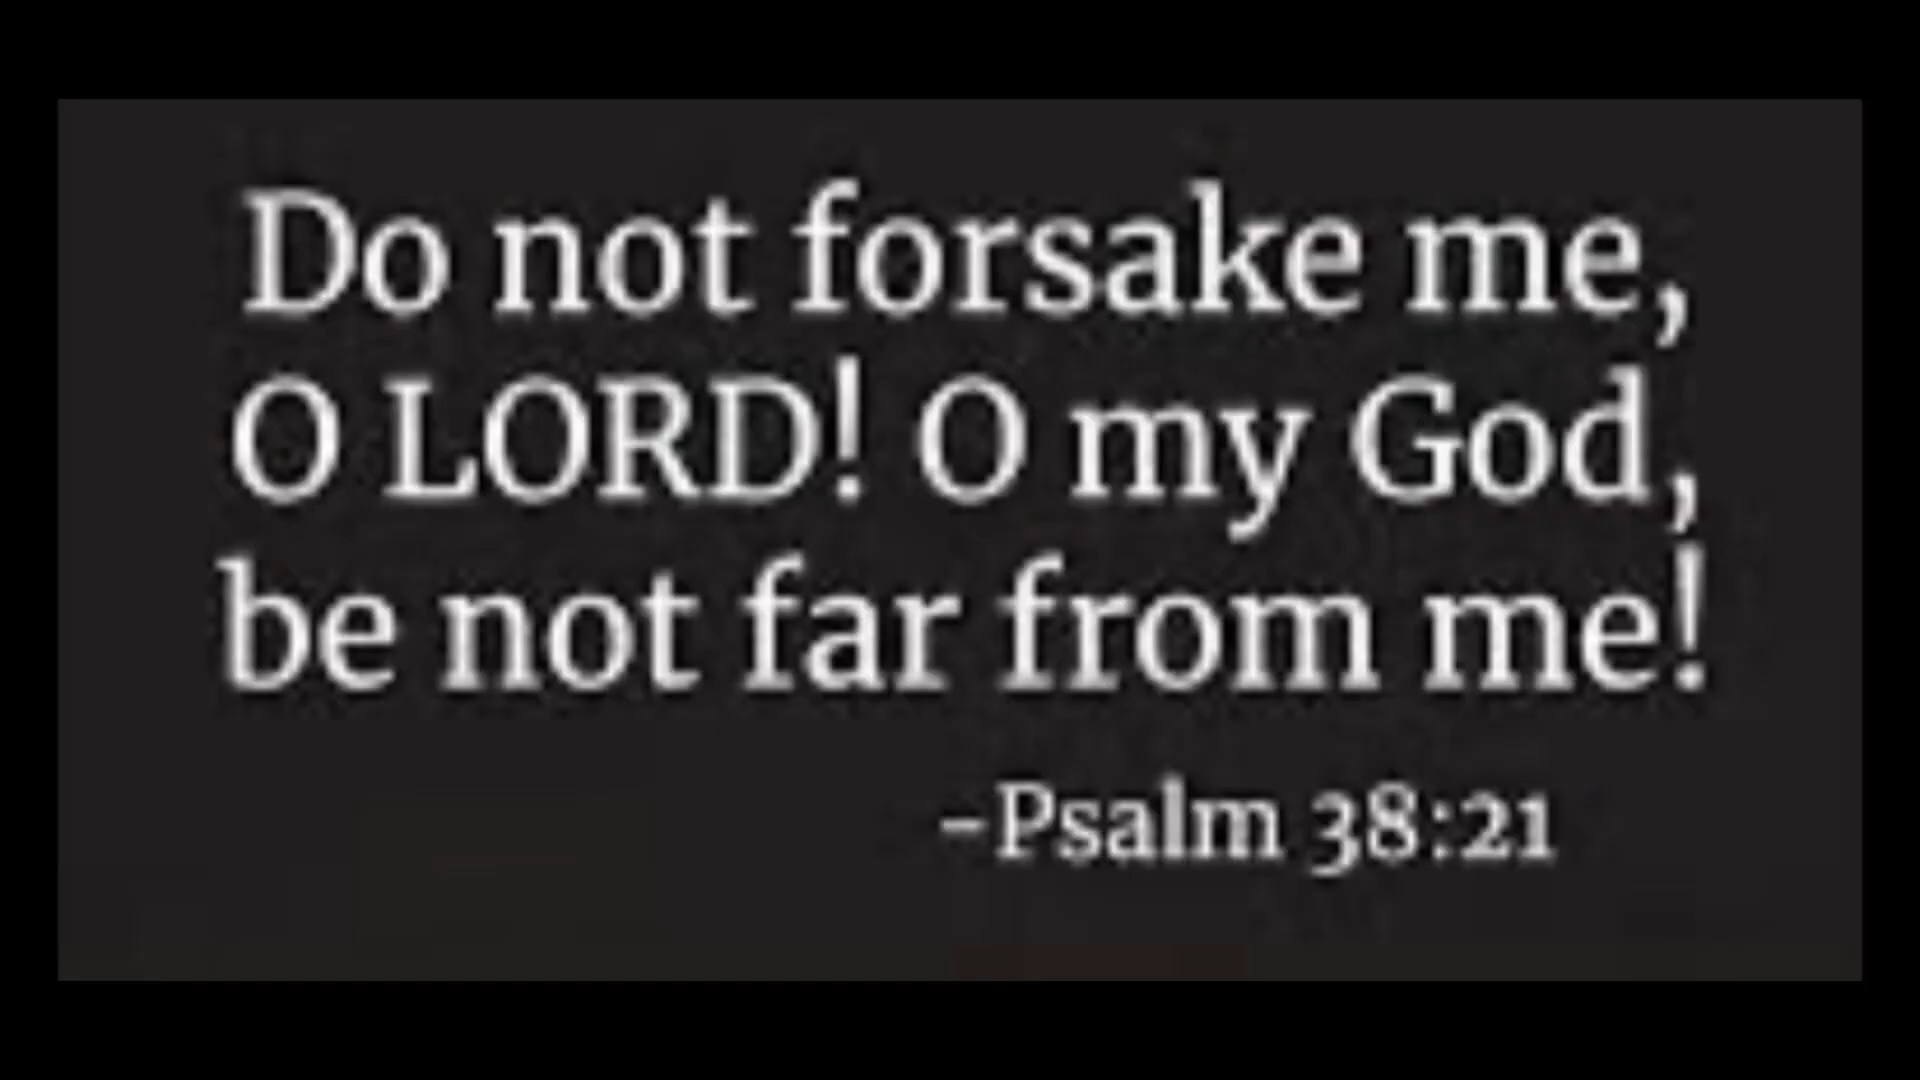 Do not forsake me,
O LORD! O my God,
be not far from me!
–Psalm 38:21